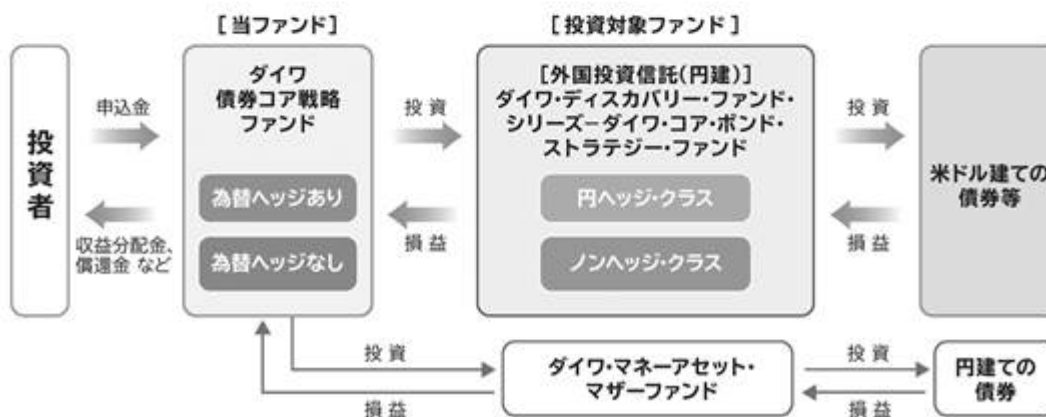 [当ファンド]
[投資対象ファンド]
投資者
申込金
収益分配金、
償還金 など
ダイワ
債券コア戦略
ファンド
為替ヘッジあり
為替ヘッジなし
投資
損益
[外国投資信託(円建)]
ダイワ・ディスカバリー・ファンド・
シリーズ－ダイワ・コア・ボンド・
ストラテジー・ファンド
円ヘッジ・クラス
ノンヘッジ・クラス
投資
損益
米ドル建ての
債券等
投資
損益
ダイワ・マネーアセット・
マザーファンド
投資
損益
円建ての
債券